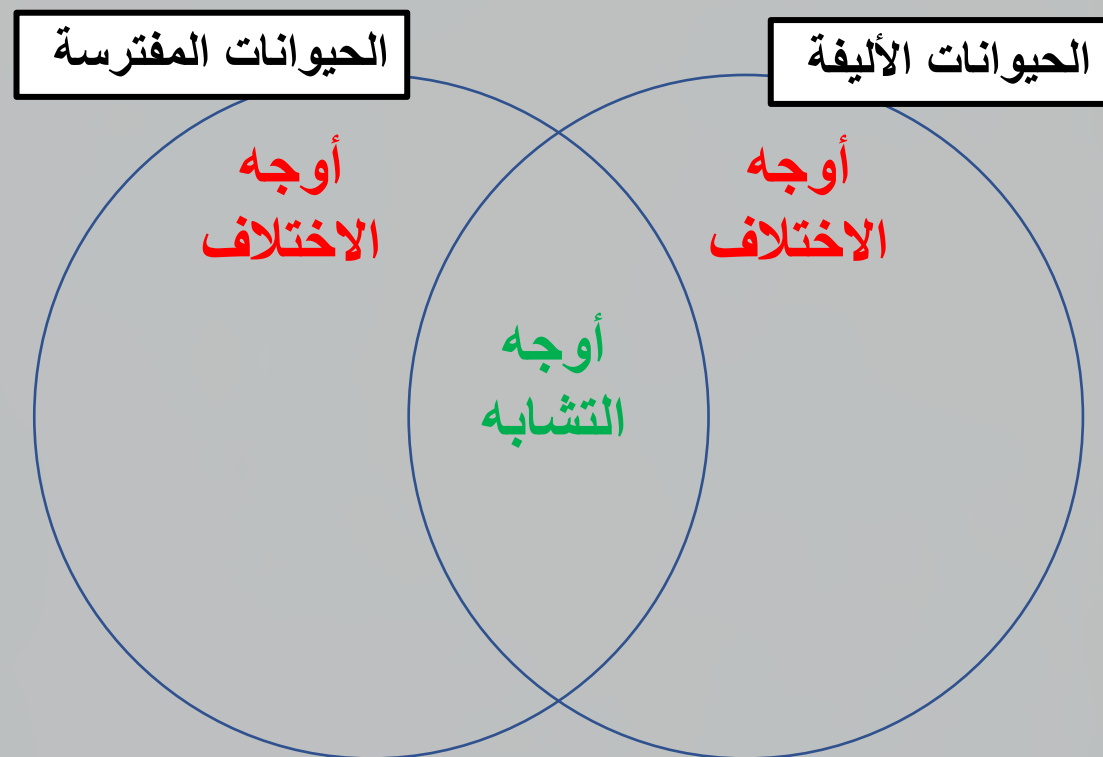 الحيوانات الأليفة
الحيوانات المفترسة
أوجه
الاختلاف
أوجه
الاختلاف
أوجه
التشابه